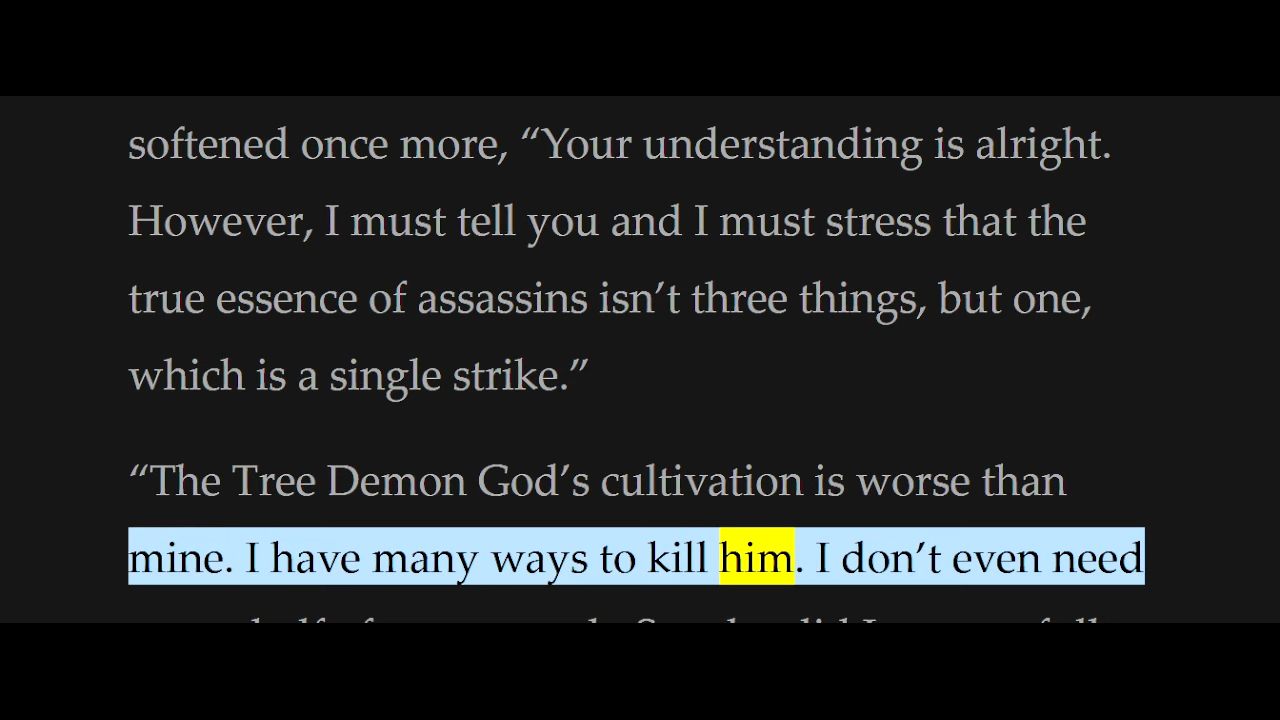 softened once more, “Your understanding is alright.
However, I must tell you and I must stress that the
true essence of assassins isn’t three things, but one,
which is a single strike.”
“The Tree Demon God’s cultivation is worse than
mine. I have many ways to kill him. I don’t even need